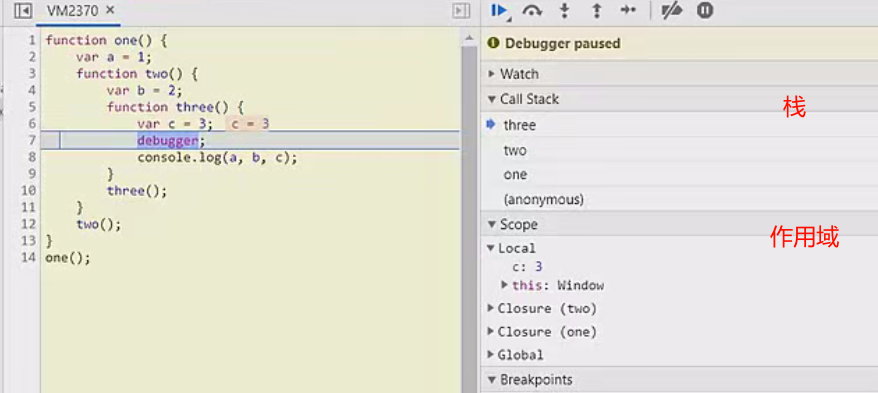 VM2370 ×
1 function one() {
2 var a = 1;
3 function two() {
4 var b = 2;
5 function three() {
6 var c = 3; c = 3
7 debugger;
8 console.log(a, b, c);
9 }
10 three();
11 }
12 two();
13 }
14 one();
Debugger paused
Watch
Call Stack
栈
three
two
one
(anonymous)
Scope
作用域
Local
c: 3
this: Window
Closure (two)
Closure (one)
Global
Breakpoints